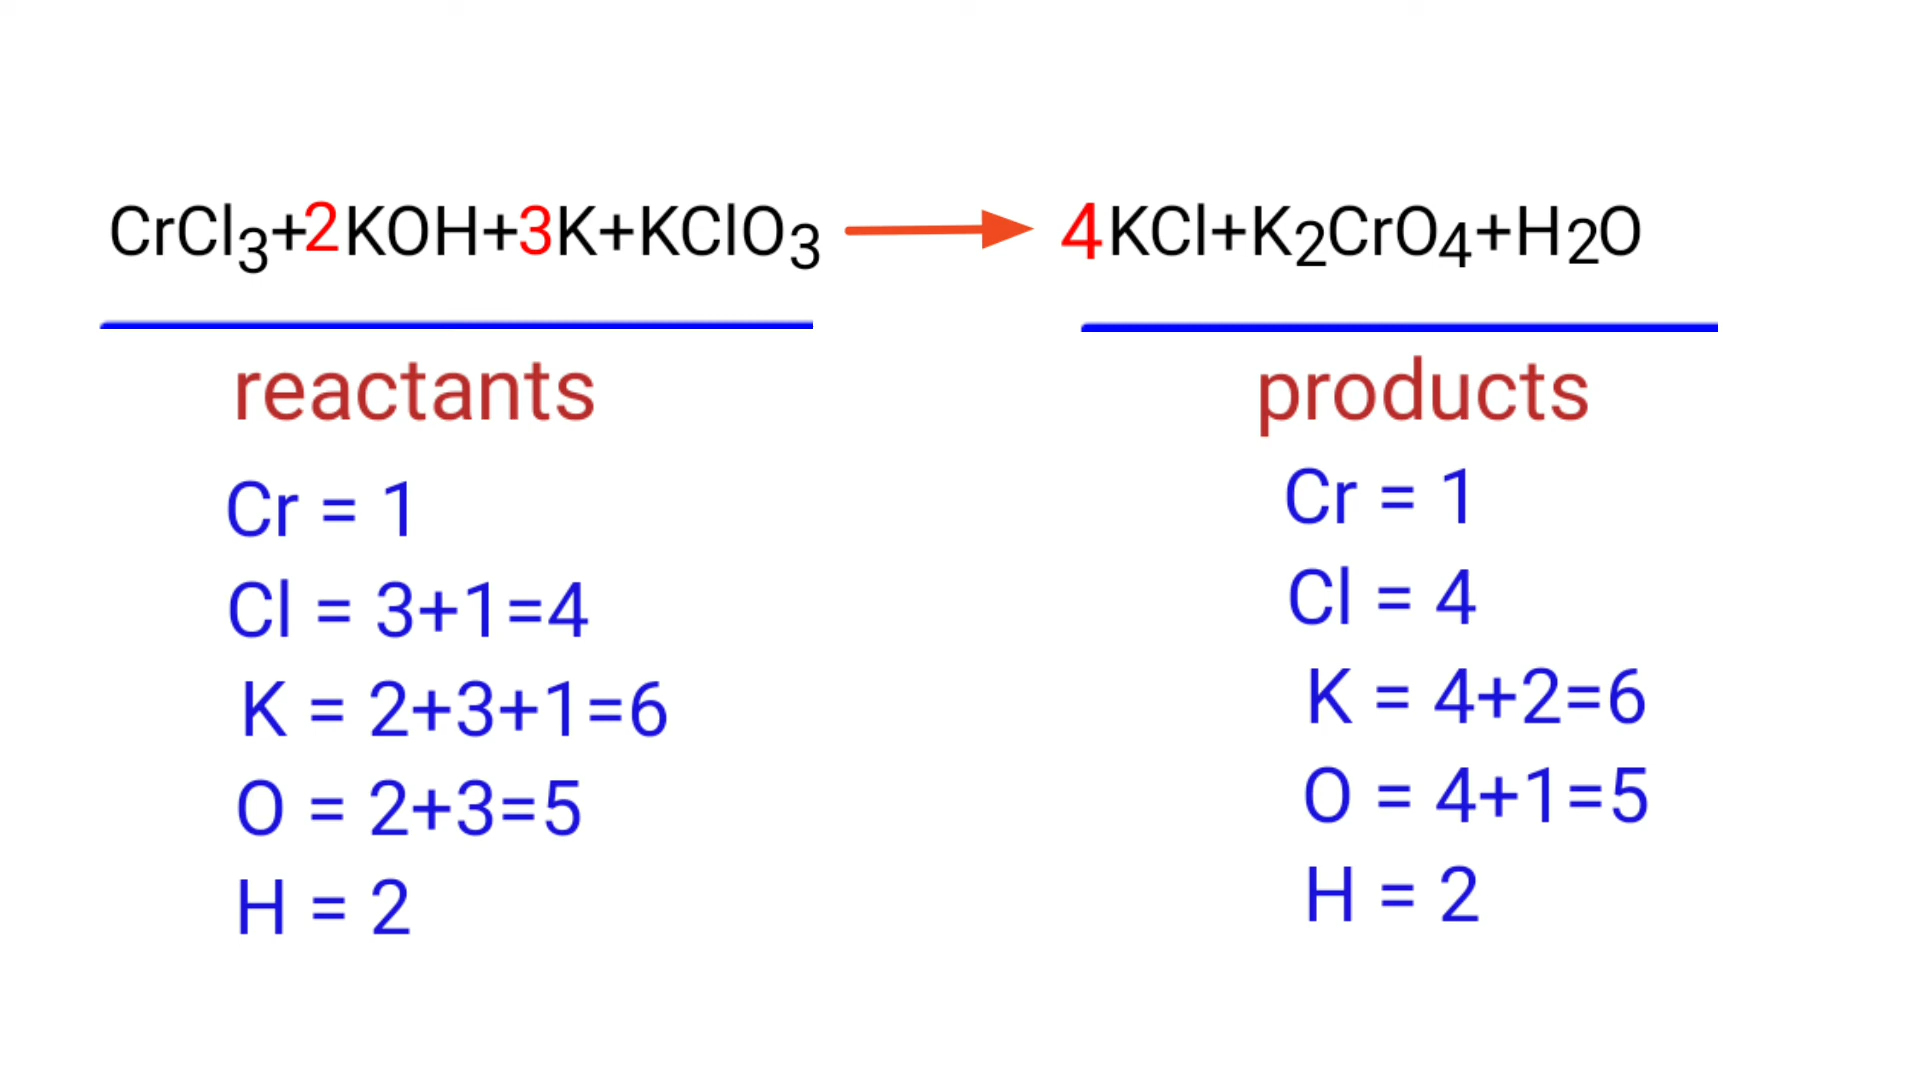 CrCl3+2KOH+3K+KClO3 → 4KCl+K2CrO4+H2O
reactants
Cr = 1
Cl = 3+1=4
K = 2+3+1=6
O = 2+3=5
H = 2
products
Cr = 1
Cl = 4
K = 4+2=6
O = 4+1=5
H = 2